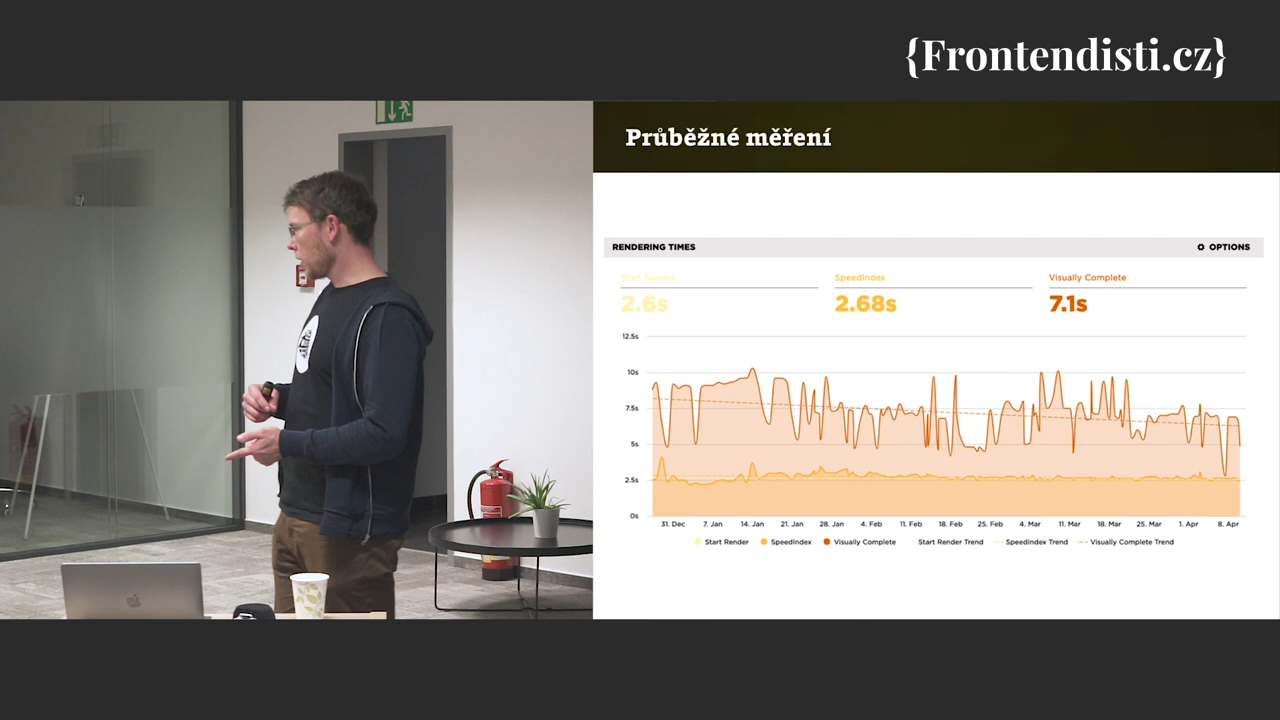 {Frontendisti.cz}
Průběžné měření
RENDERING TIMES
OPTIONS
Start Render
SpeedIndex
Visually Complete
2.6s
2.68s
7.1s
12.5s
10s
7.5s
5s
2.5s
0s
31. Dec 7. Jan 14. Jan 21. Jan 28. Jan 4. Feb 11. Feb 18. Feb 25. Feb 4. Mar 11. Mar 18. Mar 25. Mar 1. Apr 8. Apr
Start Render SpeedIndex Visually Complete Start Render Trend SpeedIndex Trend Visually Complete Trend